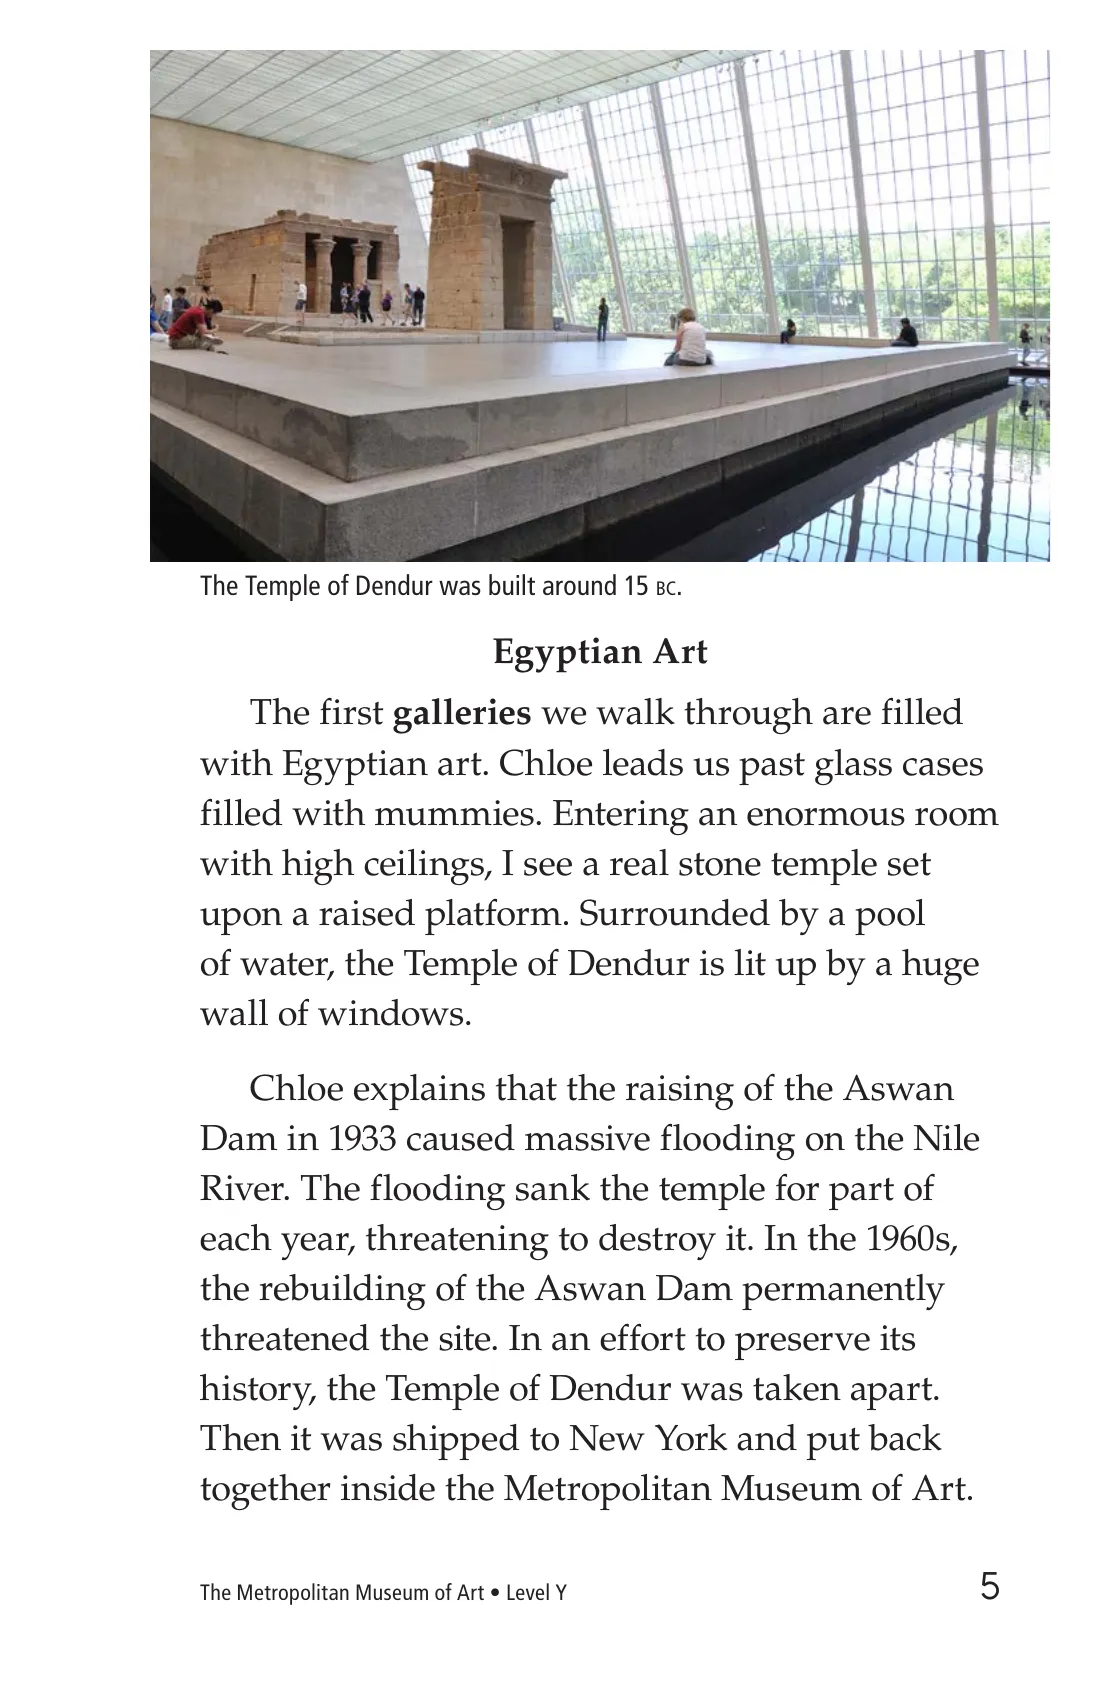 The Temple of Dendur was built around 15 BC.
Egyptian Art
The first galleries we walk through are filled
with Egyptian art. Chloe leads us past glass cases
filled with mummies. Entering an enormous room
with high ceilings, I see a real stone temple set
upon a raised platform. Surrounded by a pool
of water, the Temple of Dendur is lit up by a huge
wall of windows.
Chloe explains that the raising of the Aswan
Dam in 1933 caused massive flooding on the Nile
River. The flooding sank the temple for part of
each year, threatening to destroy it. In the 1960s,
the rebuilding of the Aswan Dam permanently
threatened the site. In an effort to preserve its
history, the Temple of Dendur was taken apart.
Then it was shipped to New York and put back
together inside the Metropolitan Museum of Art.
The Metropolitan Museum of Art • Level Y
5